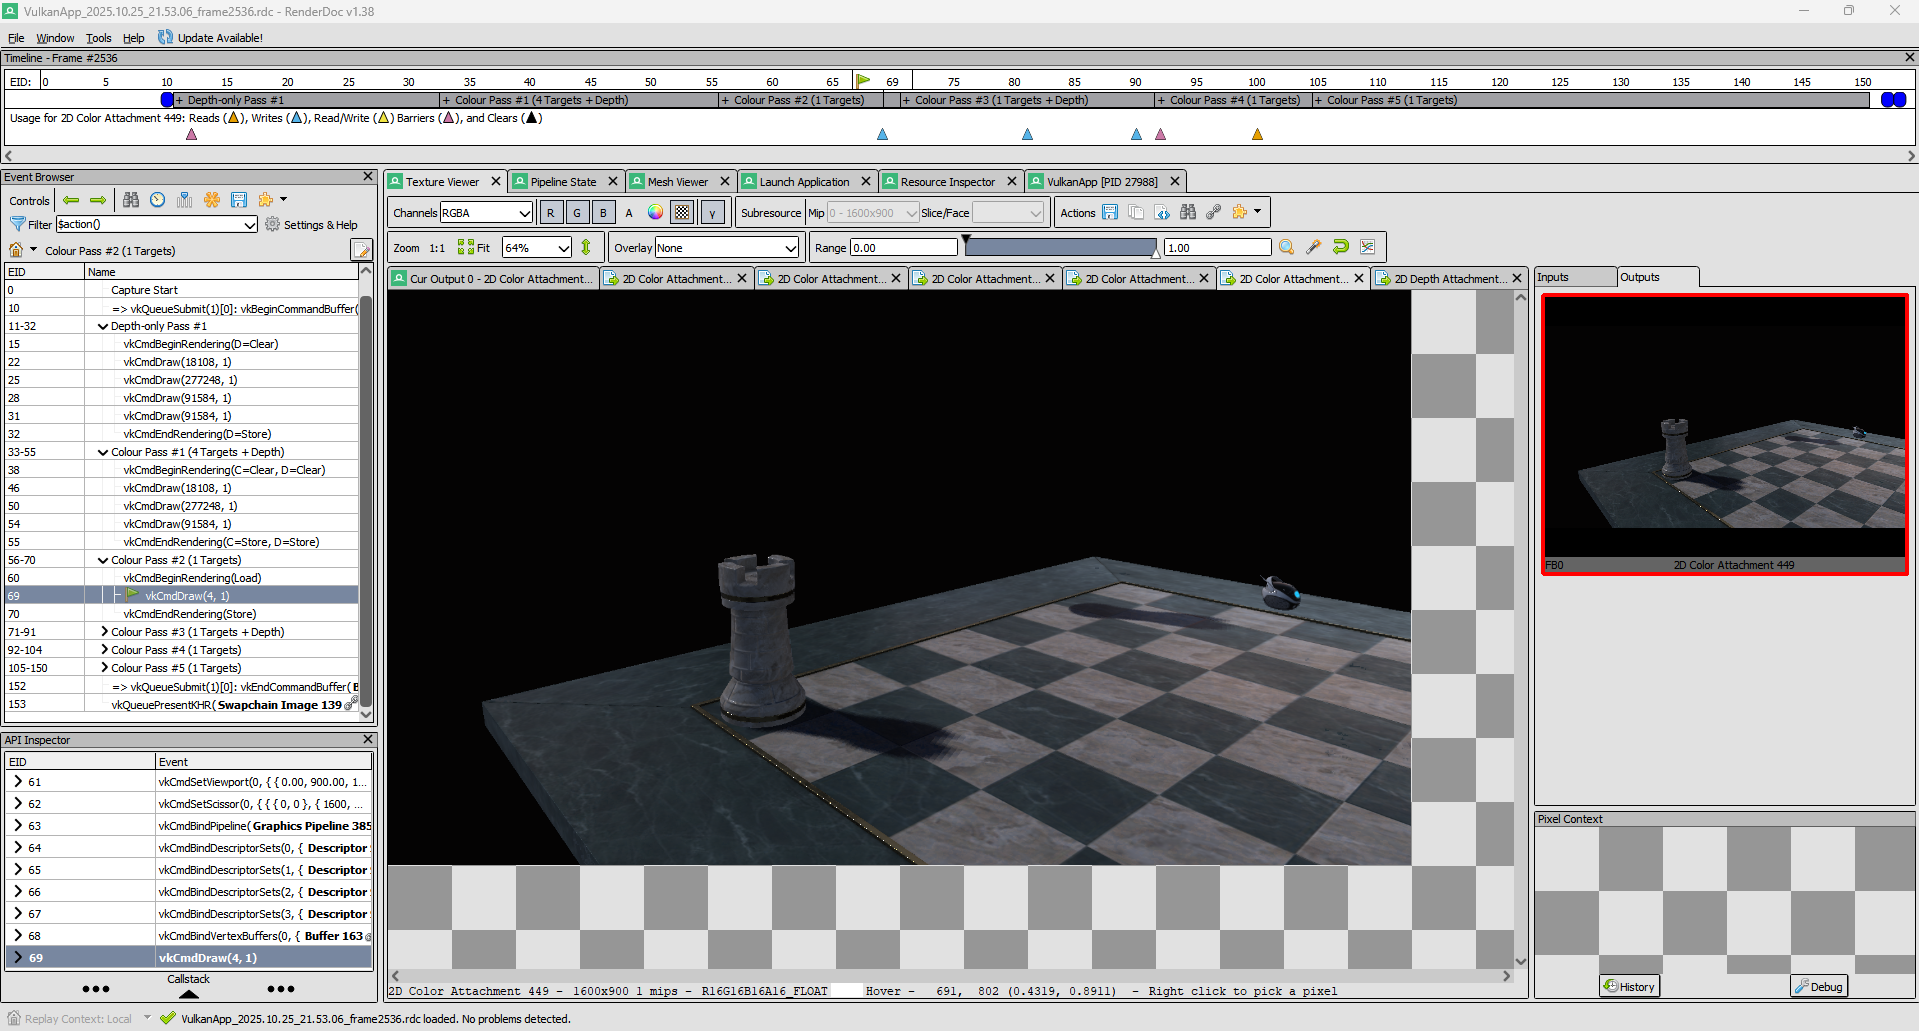 VulkanApp_2025.10.25_21.53.06_frame2536.rdc - RenderDoc v1.38
File Window Tools Help Update Available!
Timeline - Frame #2536
EID: 0 5 10 15 20 25 30 35 40 45 50 55 60 65 69 75 80 85 90 95 100 105 110 115 120 125 130 135 140 145 150
+ Depth-only Pass #1 + Colour Pass #1 (4 Targets + Depth) + Colour Pass #2 (1 Targets) + Colour Pass #3 (1 Targets + Depth) + Colour Pass #4 (1 Targets) + Colour Pass #5 (1 Targets)
Usage for 2D Color Attachment 449: Reads ( ), Writes ( ), Read/Write ( ) Barriers ( ), and Clears ( )
Event Browser
Controls
Filter $action() Settings & Help
Colour Pass #2 (1 Targets)
EID Name
0 Capture Start
10 => vkQueueSubmit(1)[0]: vkBeginCommandBuffer(
11-32 Depth-only Pass #1
15 vkCmdBeginRendering(D=Clear)
22 vkCmdDraw(18108, 1)
25 vkCmdDraw(277248, 1)
28 vkCmdDraw(91584, 1)
31 vkCmdDraw(91584, 1)
32 vkCmdEndRendering(D=Store)
33-55 Colour Pass #1 (4 Targets + Depth)
38 vkCmdBeginRendering(C=Clear, D=Clear)
46 vkCmdDraw(18108, 1)
50 vkCmdDraw(277248, 1)
54 vkCmdDraw(91584, 1)
55 vkCmdEndRendering(C=Store, D=Store)
56-70 Colour Pass #2 (1 Targets)
60 vkCmdBeginRendering(Load)
69 vkCmdDraw(4, 1)
70 vkCmdEndRendering(Store)
71-91 Colour Pass #3 (1 Targets + Depth)
92-104 Colour Pass #4 (1 Targets)
105-150 Colour Pass #5 (1 Targets)
152 => vkQueueSubmit(1)[0]: vkEndCommandBuffer( B
153 vkQueuePresentKHR( Swapchain Image 139
API Inspector
EID Event
61 vkCmdSetViewport(0, { { 0.00, 900.00, 1...
62 vkCmdSetScissor(0, { { { 0, 0 }, { 1600, ...
63 vkCmdBindPipeline( Graphics Pipeline 385
64 vkCmdBindDescriptorSets(0, { Descriptor
65 vkCmdBindDescriptorSets(1, { Descriptor
66 vkCmdBindDescriptorSets(2, { Descriptor
67 vkCmdBindDescriptorSets(3, { Descriptor
68 vkCmdBindVertexBuffers(0, { Buffer 163
69 vkCmdDraw(4, 1)
Callstack
Texture Viewer Pipeline State Mesh Viewer Launch Application Resource Inspector VulkanApp [PID 27988]
Channels RGBA R G B A γ Subresource Mip 0 - 1600x900 Slice/Face Actions
Zoom 1:1 Fit 64% Overlay None Range 0.00 1.00
Cur Output 0 - 2D Color Attachment... 2D Color Attachment... 2D Color Attachment... 2D Color Attachment... 2D Color Attachment... 2D Color Attachment... 2D Depth Attachment...
2D Color Attachment 449 - 1600x900 1 mips - R16G16B16A16_FLOAT Hover - 691, 802 (0.4319, 0.8911) - Right click to pick a pixel
Inputs Outputs
FB0 2D Color Attachment 449
Pixel Context
History Debug
Replay Context: Local VulkanApp_2025.10.25_21.53.06_frame2536.rdc loaded. No problems detected.